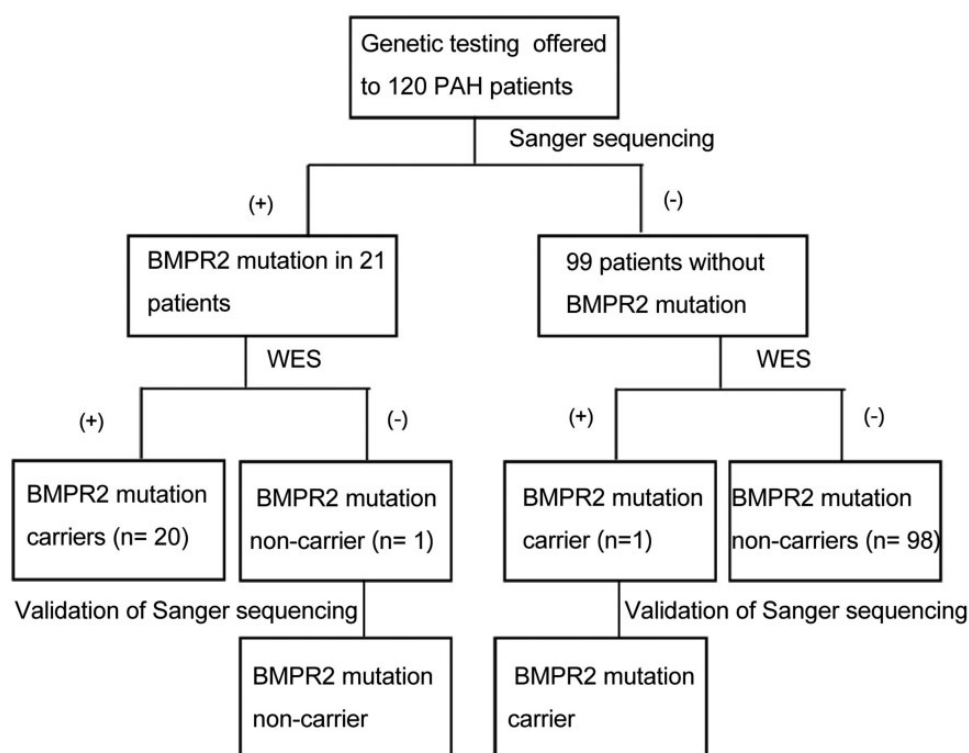 Genetic testing offered
to 120 PAH patients
Sanger sequencing
(+)
(-)
BMPR2 mutation in 21
patients
99 patients without
BMPR2 mutation
WES
WES
(+)
(-)
(+)
(-)
BMPR2 mutation
carriers (n= 20)
BMPR2 mutation
non-carrier (n= 1)
BMPR2 mutation
carrier (n=1)
BMPR2 mutation
non-carriers (n= 98)
Validation of Sanger sequencing
Validation of Sanger sequencing
BMPR2 mutation
non-carrier
BMPR2 mutation
carrier